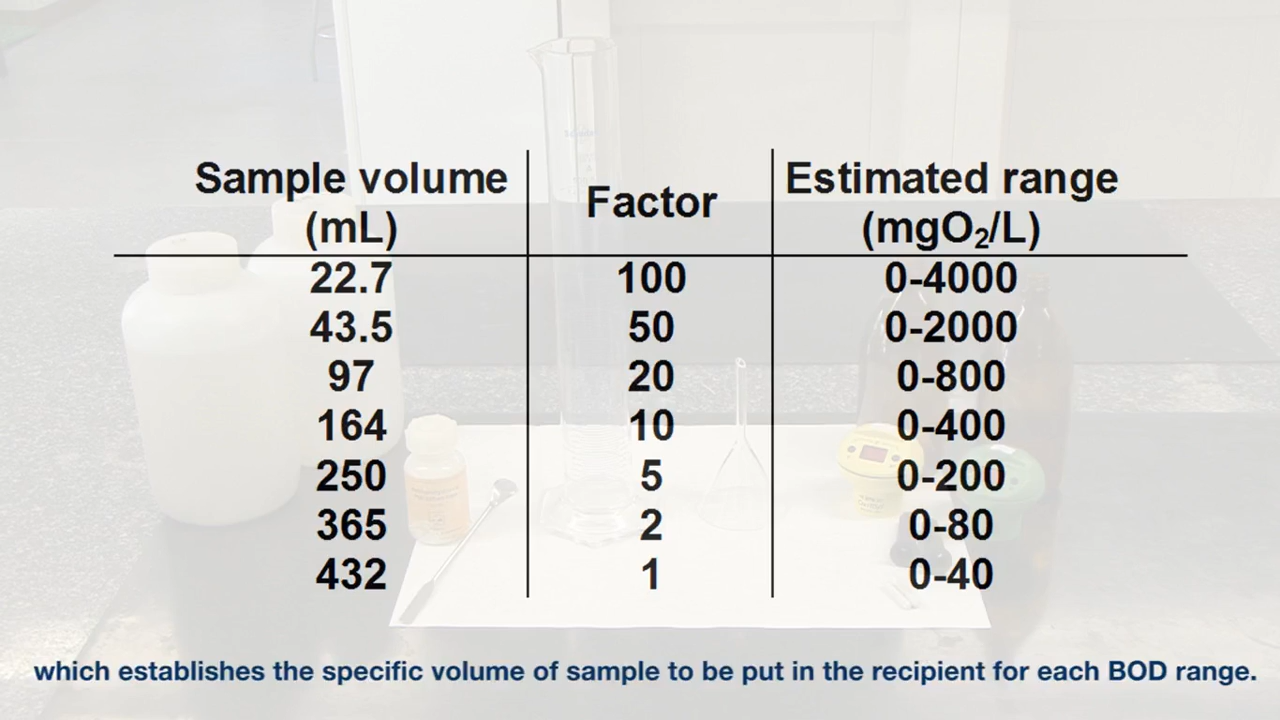 Sample volume (mL) Factor Estimated range (mgO₂/L)
22.7 100 0-4000
43.5 50 0-2000
97 20 0-800
164 10 0-400
250 5 0-200
365 2 0-80
432 1 0-40
which establishes the specific volume of sample to be put in the recipient for each BOD range.